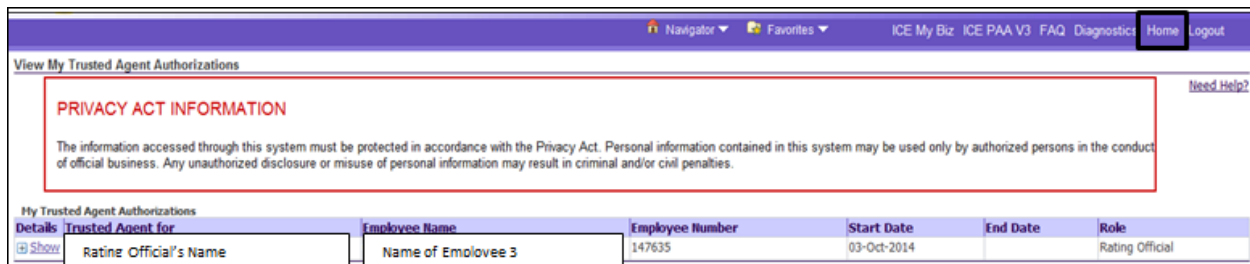 Navigator Favorites ICE My Biz ICE PAA V3 FAQ Diagnostics Home Logout
View My Trusted Agent Authorizations
Need Help?
PRIVACY ACT INFORMATION
The information accessed through this system must be protected in accordance with the Privacy Act. Personal information contained in this system may be used only by authorized persons in the conduct
of official business. Any unauthorized disclosure or misuse of personal information may result in criminal and/or civil penalties.
My Trusted Agent Authorizations
Details Trusted Agent for Employee Name Employee Number Start Date End Date Role
Show Rating Official's Name Name of Employee 3 147635 03-Oct-2014 Rating Official